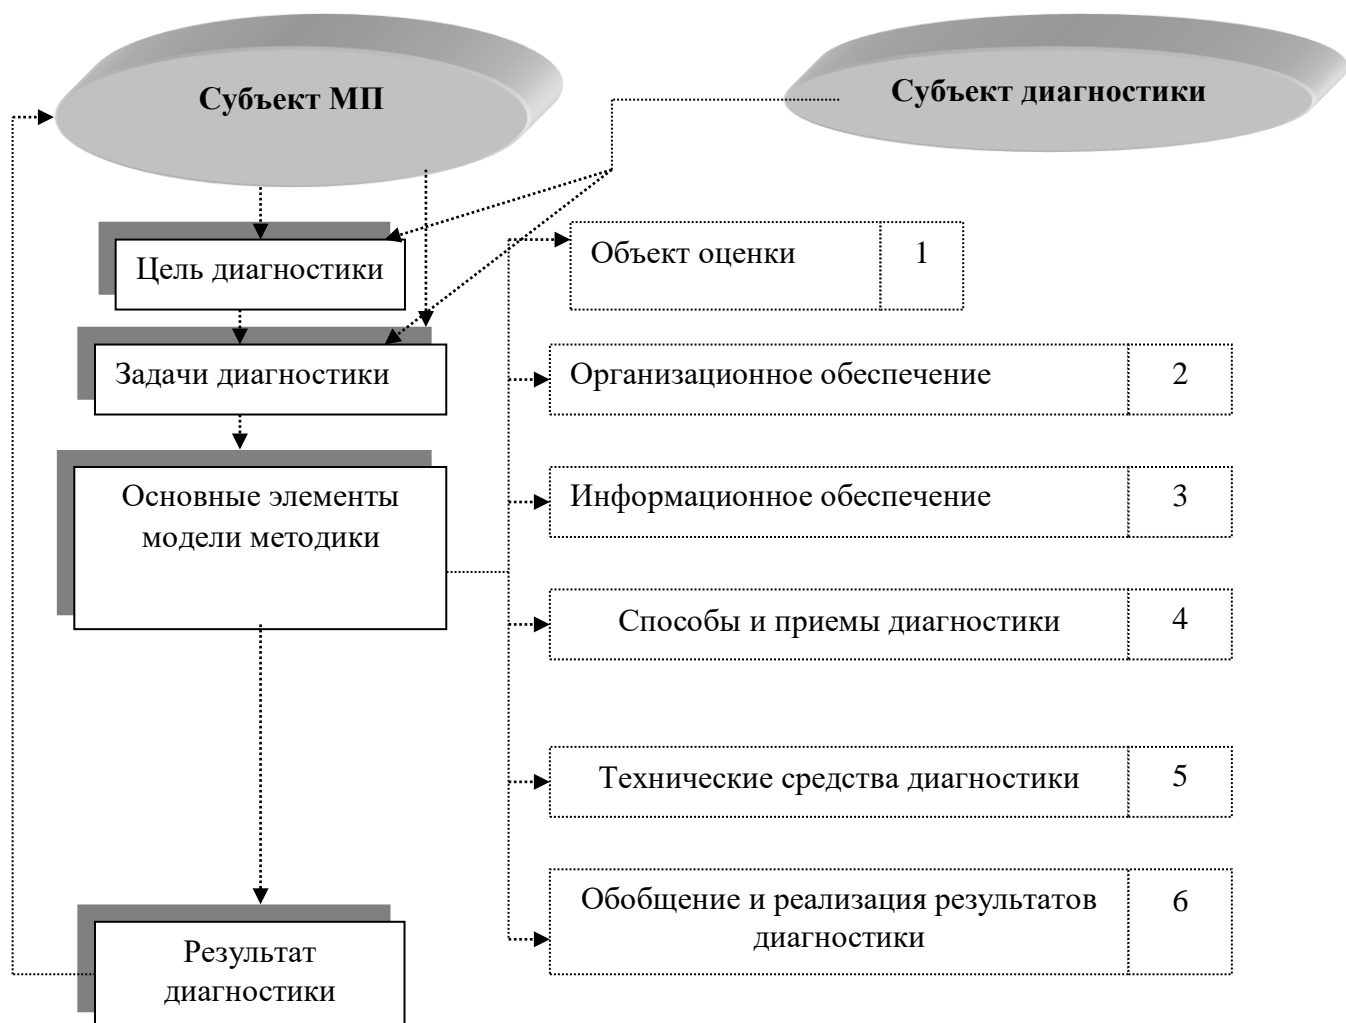 Субъект МП
Субъект диагностики
Цель диагностики
Объект оценки 1
Задачи диагностики
Организационное обеспечение 2
Основные элементы
модели методики
Информационное обеспечение 3
Способы и приемы диагностики 4
Технические средства диагностики 5
Обобщение и реализация результатов
диагностики
6
Результат
диагностики